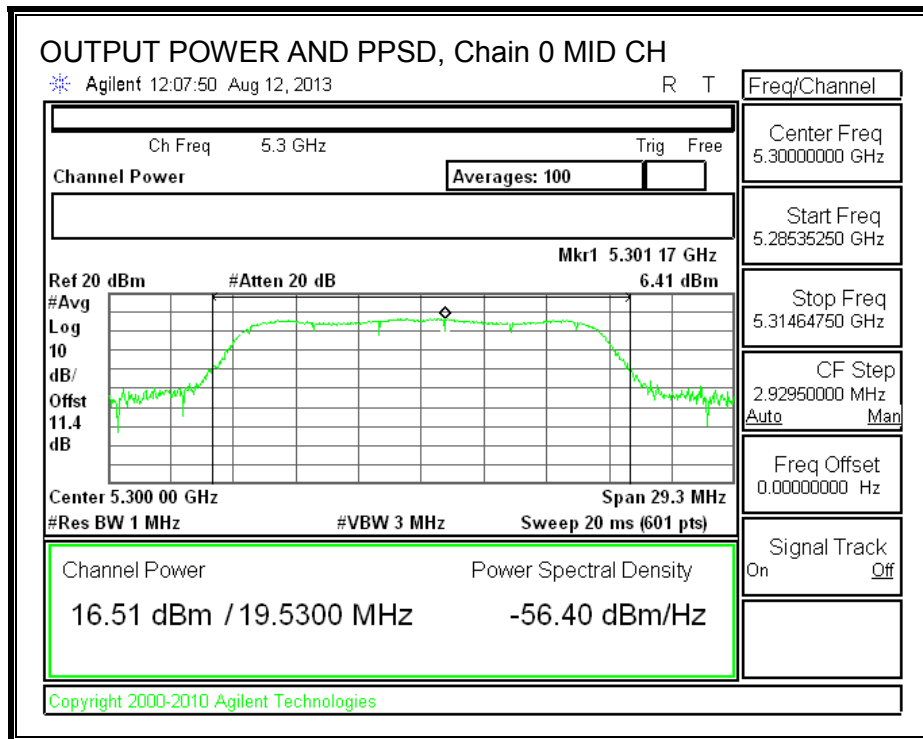 OUTPUT POWER AND PPSD, Chain 0 MID CH
Agilent 12:07:50 Aug 12, 2013 R T
Freq/Channel
Ch Freq 5.3 GHz Trig Free
Channel Power Averages: 100
Mkr1 5.301 17 GHz
Ref 20 dBm #Atten 20 dB 6.41 dBm
#Avg
Log
10
dB/
Offst
11.4
dB
Center 5.300 00 GHz Span 29.3 MHz
#Res BW 1 MHz #VBW 3 MHz Sweep 20 ms (601 pts)
Channel Power Power Spectral Density
16.51 dBm / 19.5300 MHz -56.40 dBm/Hz
Center Freq
5.30000000 GHz
Start Freq
5.28535250 GHz
Stop Freq
5.31464750 GHz
CF Step
2.92950000 MHz
Auto Man
Freq Offset
0.00000000 Hz
Signal Track
On Off
Copyright 2000-2010 Agilent Technologies